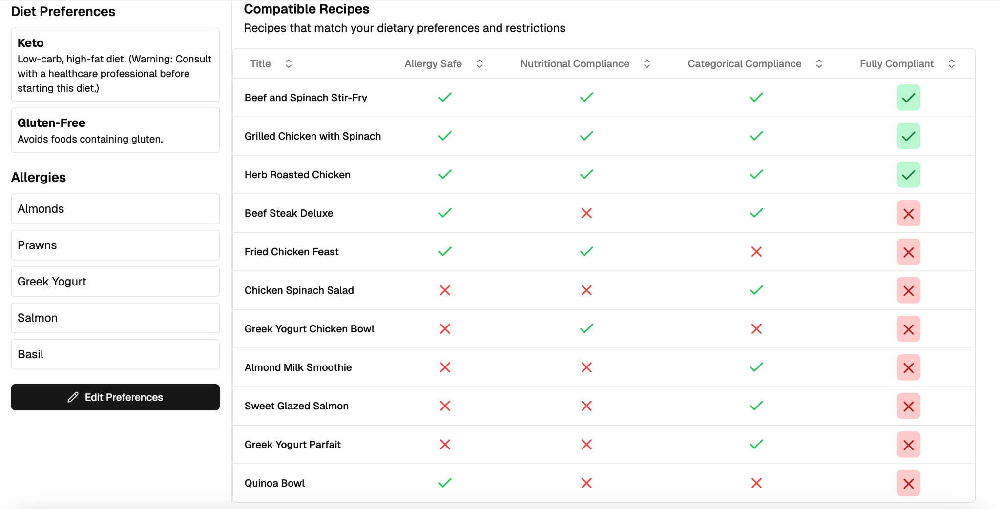 Diet Preferences
Keto
Low-carb, high-fat diet. (Warning: Consult
with a healthcare professional before
starting this diet.)
Gluten-Free
Avoids foods containing gluten.
Allergies
Almonds
Prawns
Greek Yogurt
Salmon
Basil
Edit Preferences
Compatible Recipes
Recipes that match your dietary preferences and restrictions
Title Allergy Safe Nutritional Compliance Categorical Compliance Fully Compliant
Beef and Spinach Stir-Fry
Grilled Chicken with Spinach
Herb Roasted Chicken
Beef Steak Deluxe
Fried Chicken Feast
Chicken Spinach Salad
Greek Yogurt Chicken Bowl
Almond Milk Smoothie
Sweet Glazed Salmon
Greek Yogurt Parfait
Quinoa Bowl